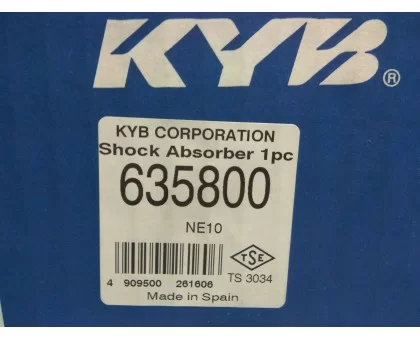 KYB®
KYB CORPORATION
Shock Absorber 1pc
635800
NE10
TSE
4 909500 261606
TS 3034
Made in Spain